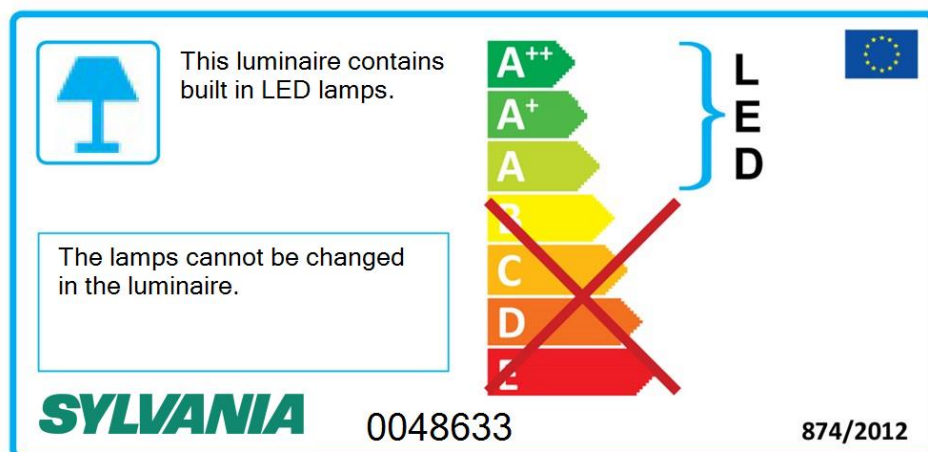 This luminaire contains
built in LED lamps.
A++
A+
A
B
C
D
E
L
E
D
The lamps cannot be changed
in the luminaire.
SYLVANIA
0048633
874/2012